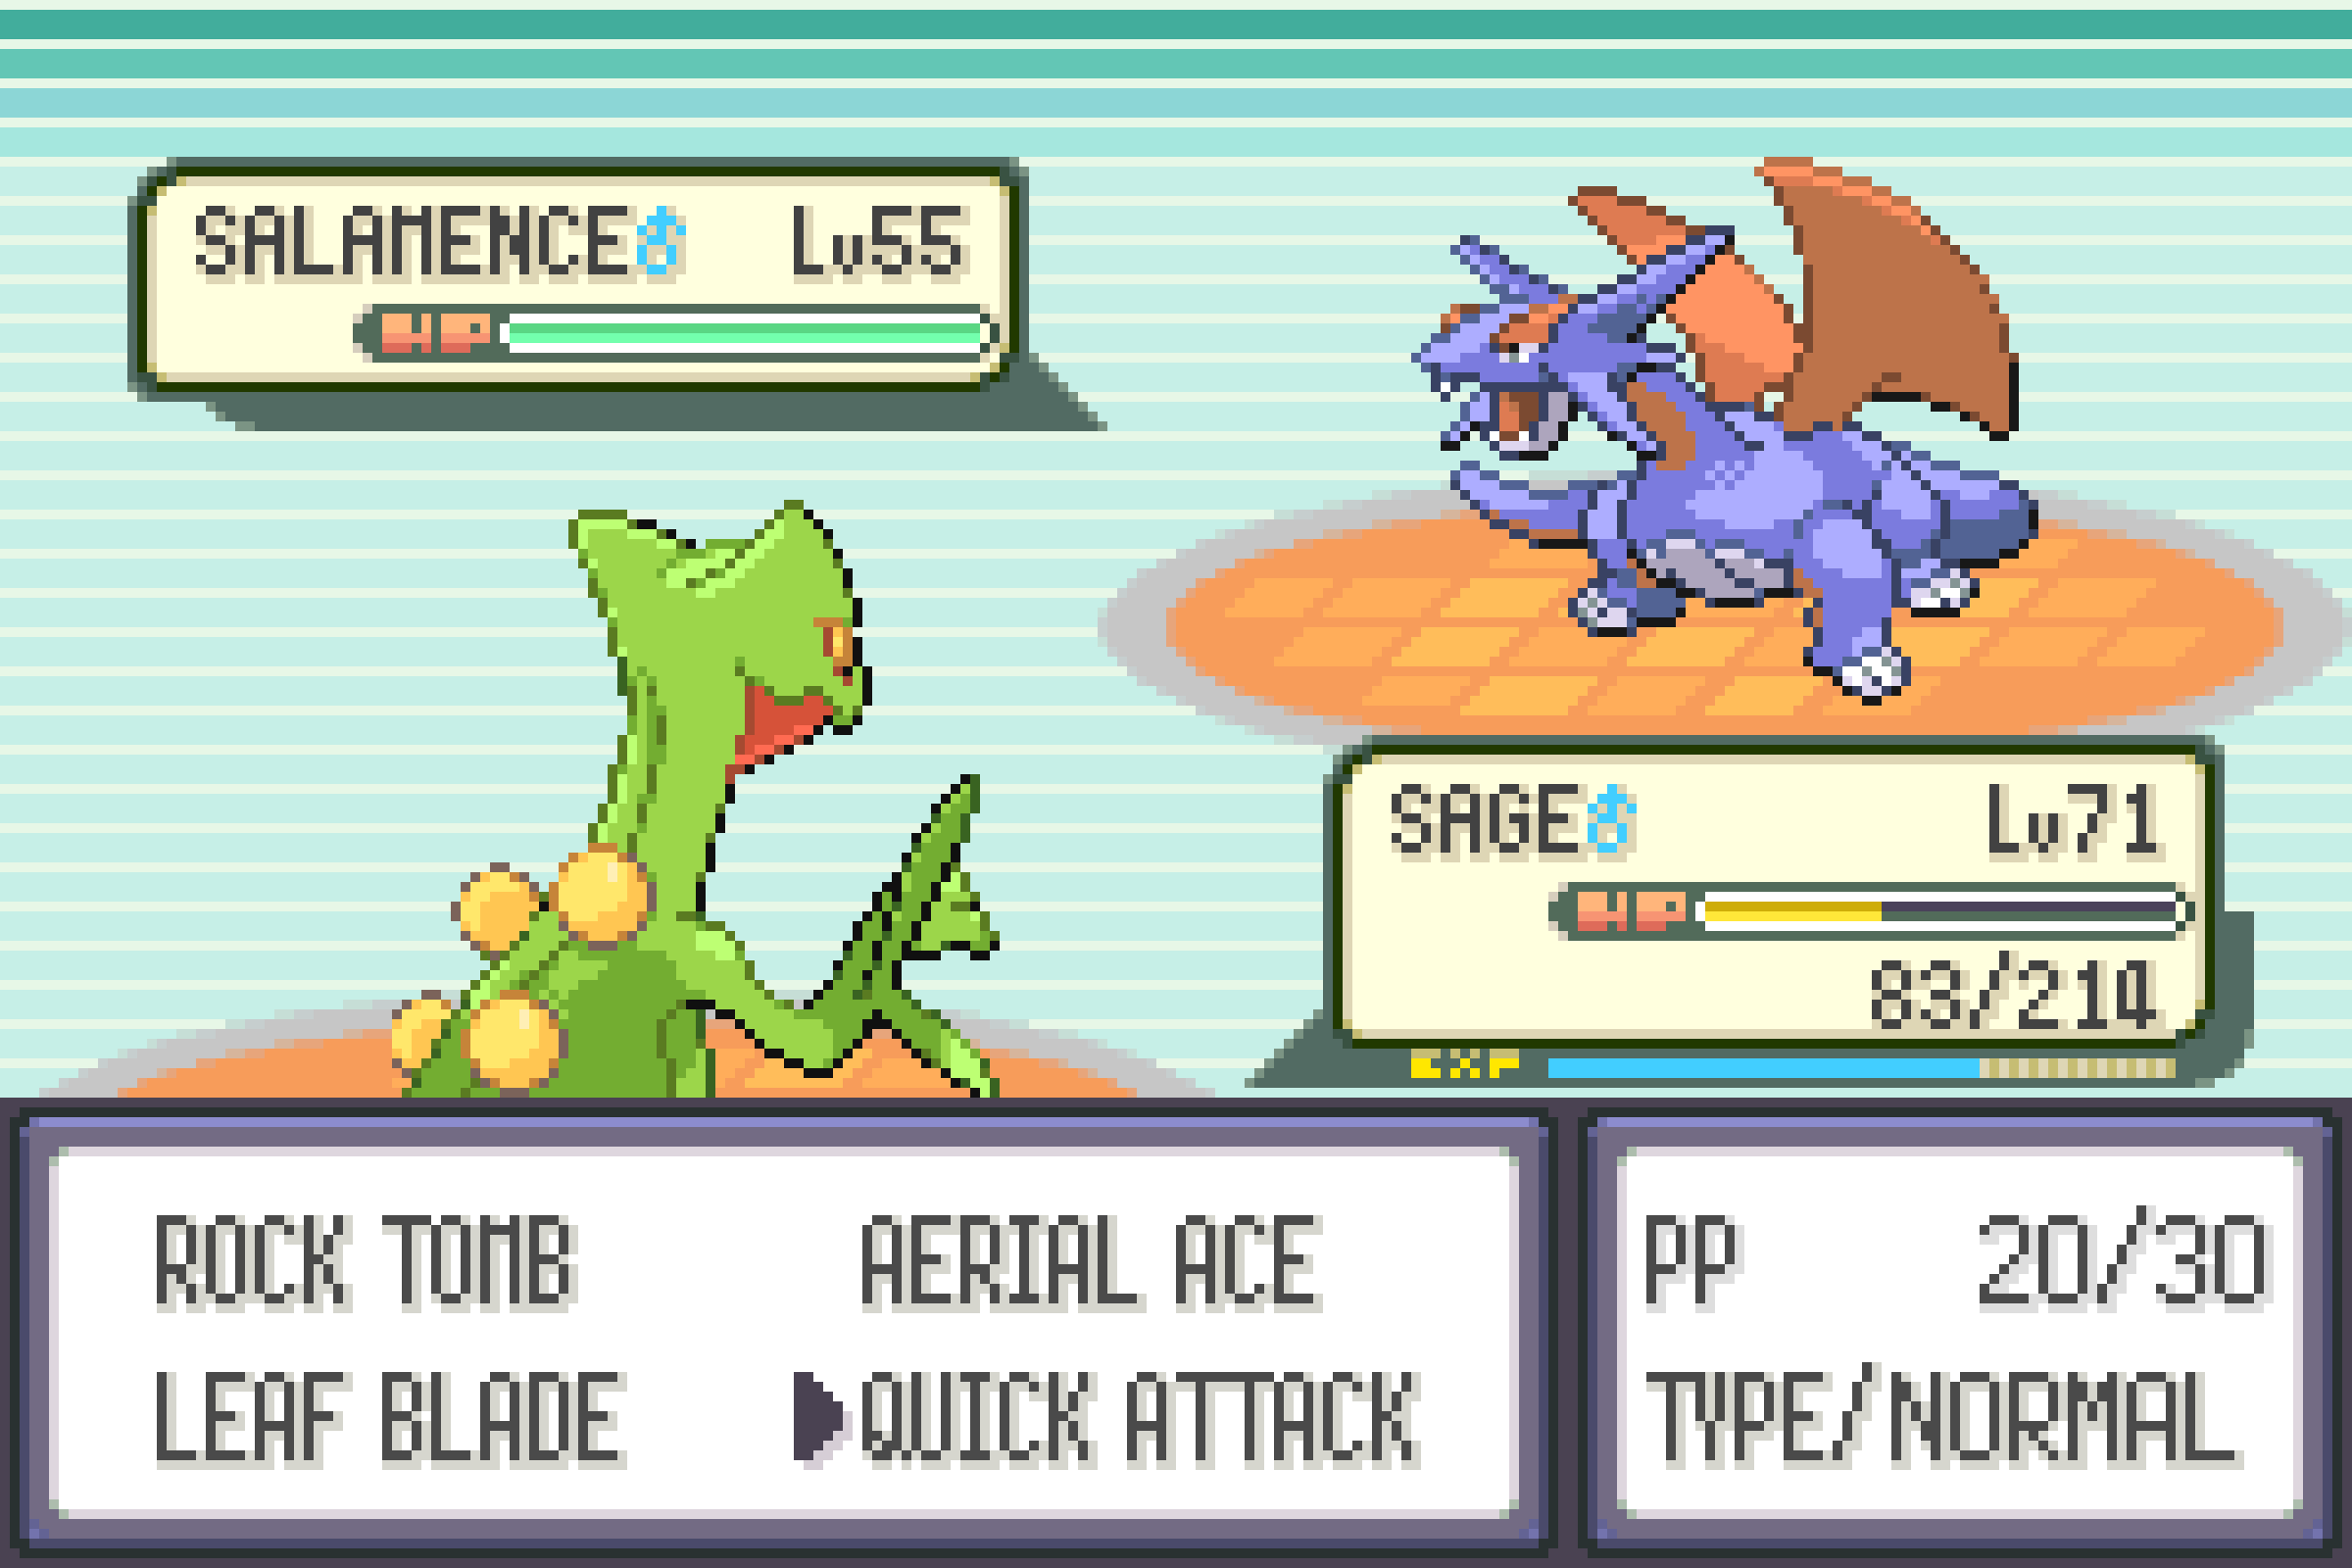 SALAMENCE♂ Lv55
HP
SAGE♂ Lv71
HP
83/214
EXP
ROCK TOMB AERIAL ACE
LEAF BLADE ▶QUICK ATTACK
PP 20/30
TYPE/NORMAL